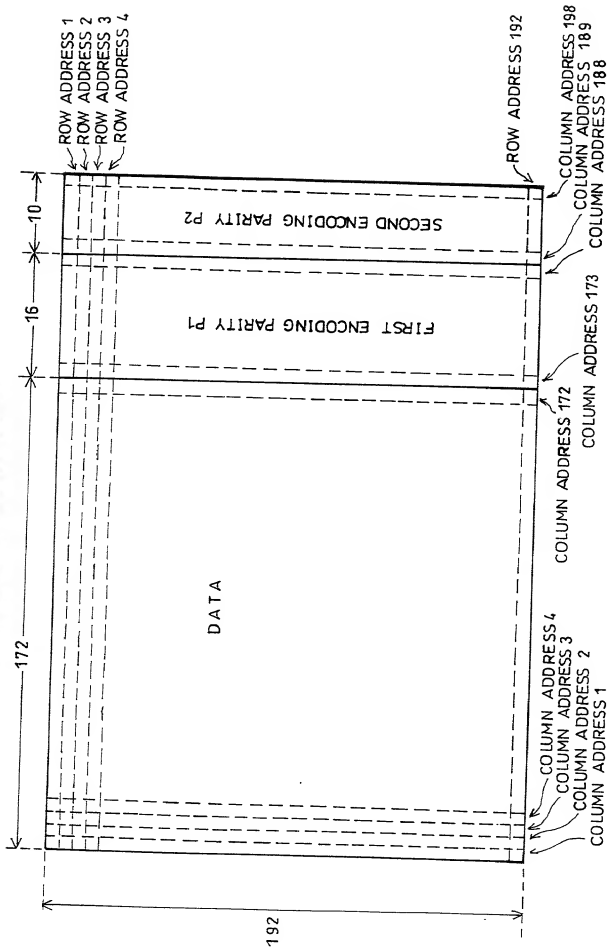 172
16
10
ROW ADDRESS 1
ROW ADDRESS 2
ROW ADDRESS 3
ROW ADDRESS 4
192
DATA
FIRST ENCODING PARITY P1
SECOND ENCODING PARITY P2
ROW ADDRESS 192
COLUMN ADDRESS 198
COLUMN ADDRESS 189
COLUMN ADDRESS 188
COLUMN ADDRESS 173
COLUMN ADDRESS 172
COLUMN ADDRESS 4
COLUMN ADDRESS 3
COLUMN ADDRESS 2
COLUMN ADDRESS 1